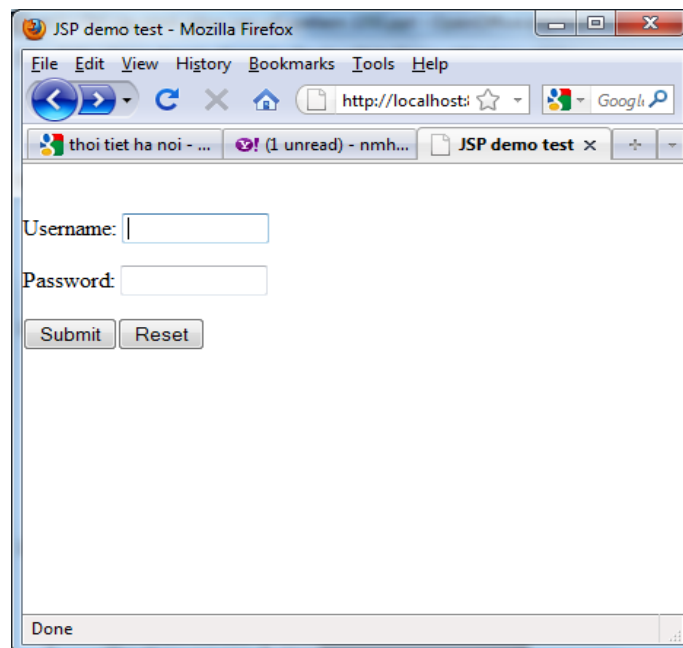 JSP demo test - Mozilla Firefox
File Edit View History Bookmarks Tools Help
http://localhost: Googl
thoi tiet ha noi - ... Y! (1 unread) - nmh... JSP demo test
Username:
Password:
Submit Reset
Done